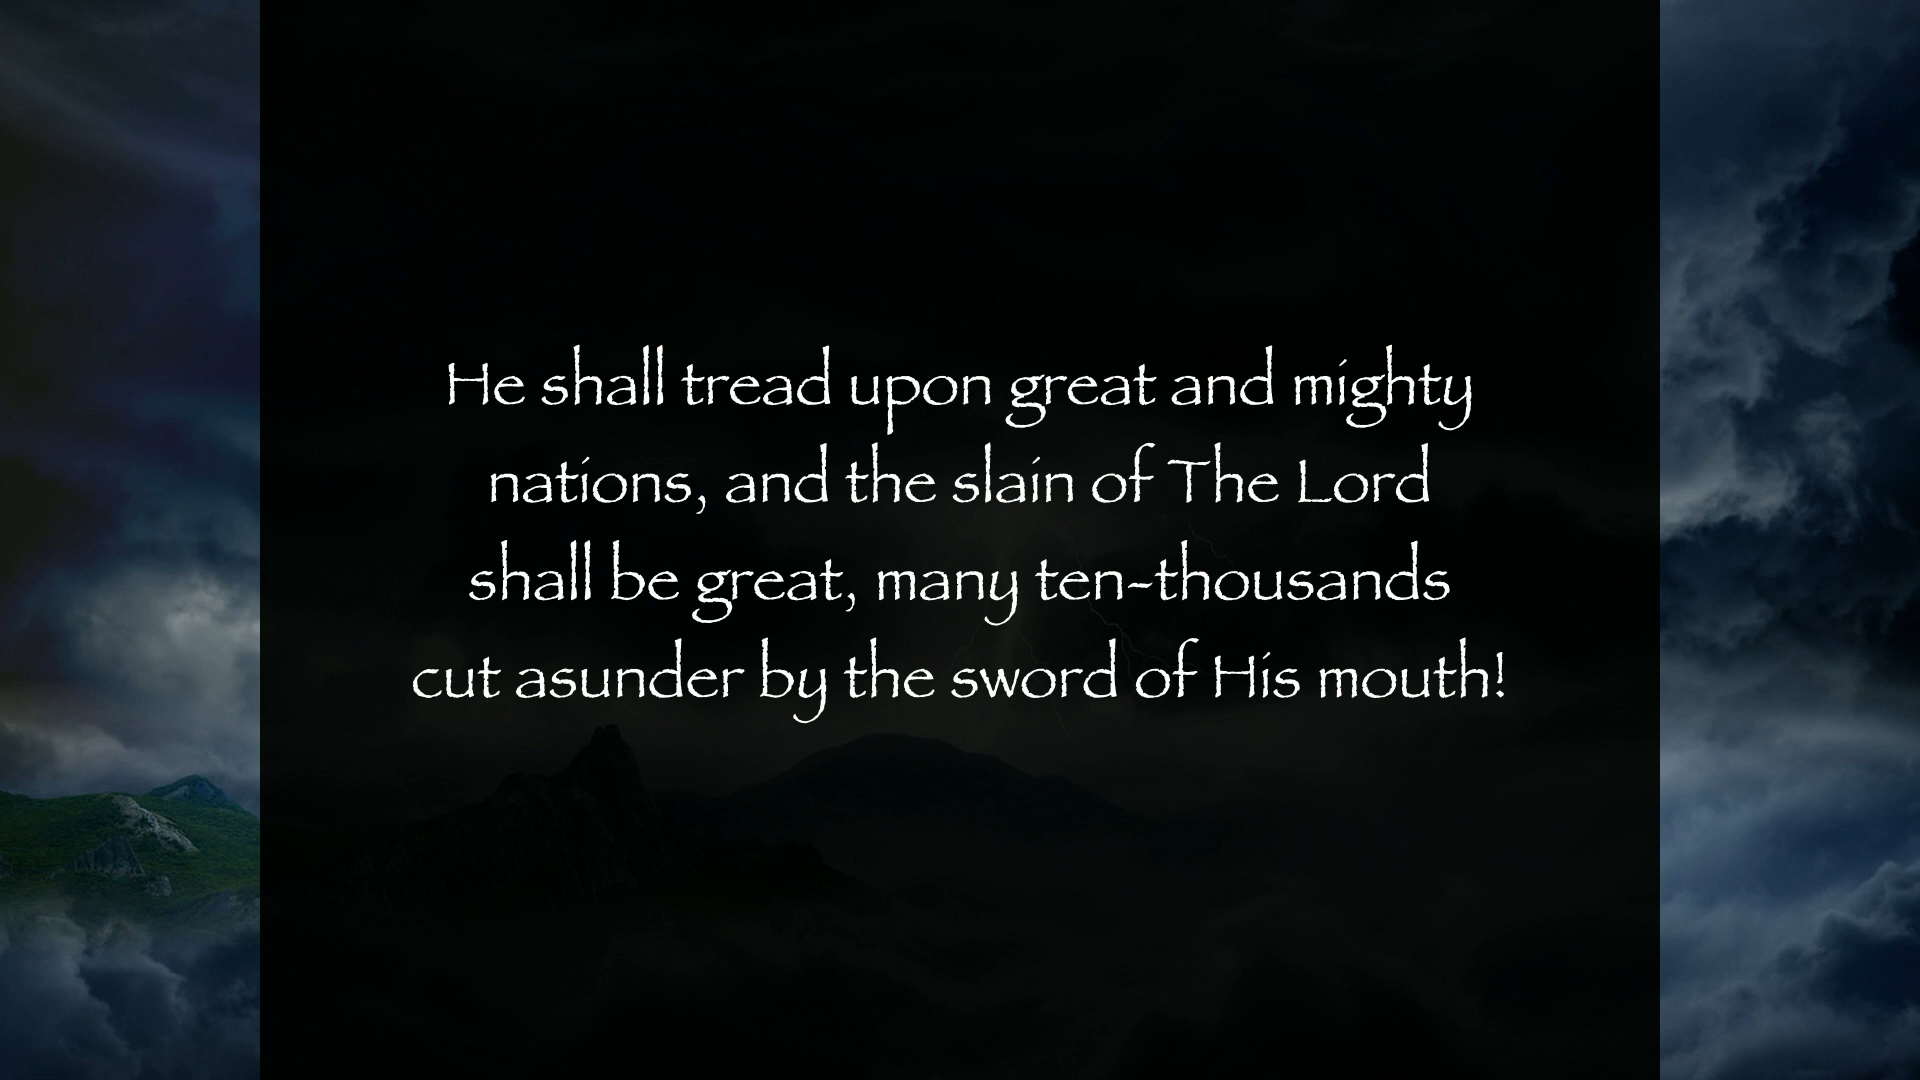 He shall tread upon great and mighty
nations, and the slain of The Lord
shall be great, many ten-thousands
cut asunder by the sword of His mouth!